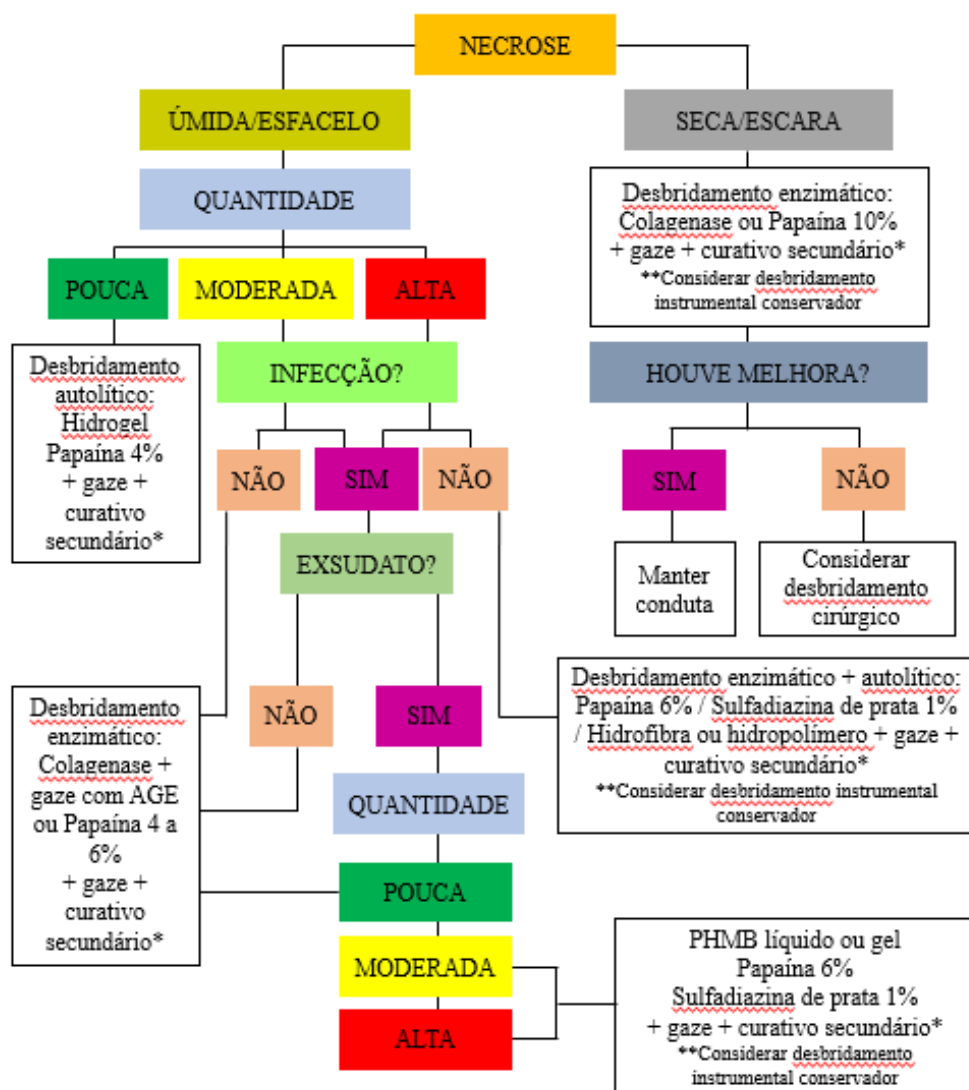 NECROSE
ÚMIDA/ESFACELO
SECA/ESCARA
QUANTIDADE
Desbridamento enzimático:
Colagenase ou Papaína 10%
+ gaze + curativo secundário*
**Considerar desbridamento
instrumental conservador
POUCA
MODERADA
ALTA
Desbridamento
autolítico:
Hidrogel
Papaína 4%
+ gaze +
curativo
secundário*
INFECÇÃO?
HOUVE MELHORA?
NÃO
SIM
NÃO
SIM
NÃO
EXSUDATO?
Manter
conduta
Considerar
desbridamento
cirúrgico
Desbridamento
enzimático:
Colagenase +
gaze com AGE
ou Papaína 4 a
6%
+ gaze +
curativo
secundário*
NÃO
SIM
Desbridamento enzimático + autolítico:
Papaína 6% / Sulfadiazina de prata 1%
/ Hidrofibra ou hidropolímero + gaze +
curativo secundário*
**Considerar desbridamento instrumental
conservador
QUANTIDADE
POUCA
MODERADA
ALTA
PHMB líquido ou gel
Papaína 6%
Sulfadiazina de prata 1%
+ gaze + curativo secundário*
**Considerar desbridamento
instrumental conservador